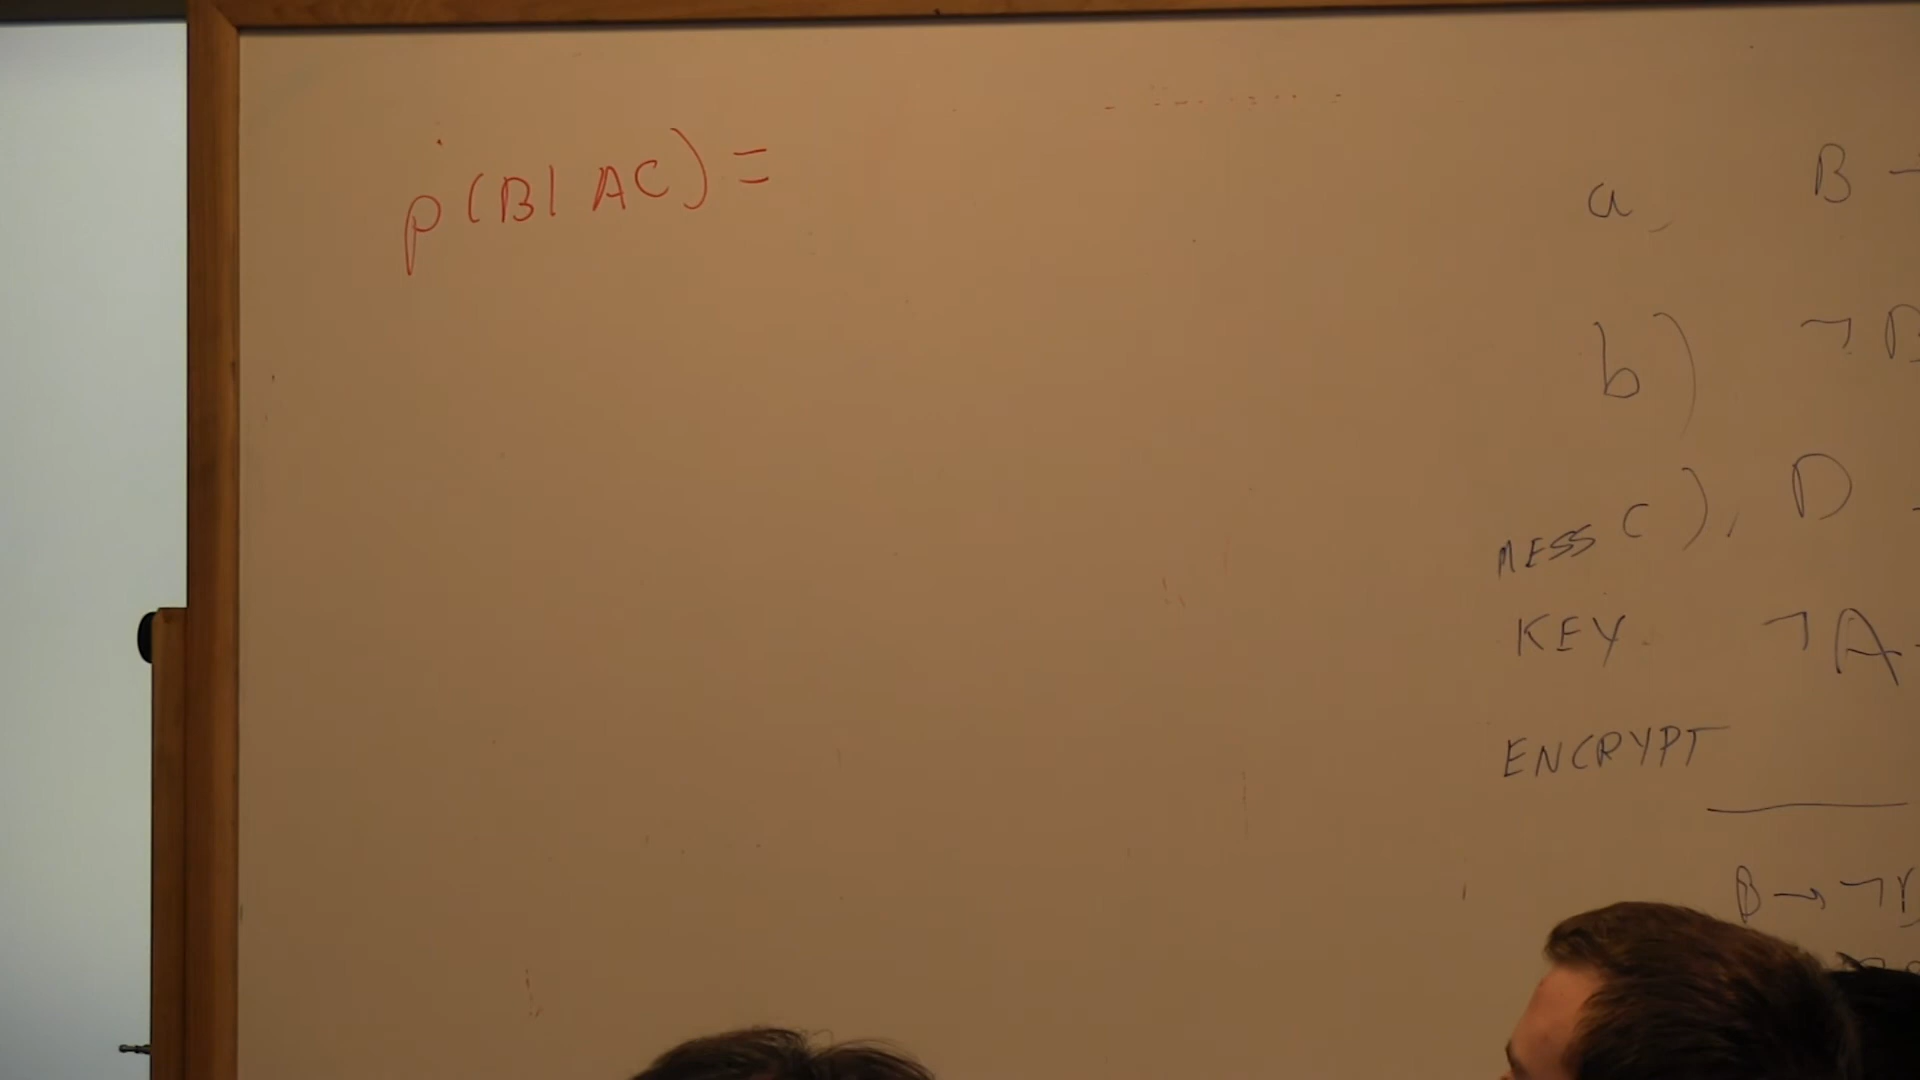 p(B| AC) =
a, B -
b) ¬
MESS c), D -
KEY ¬ A -
ENCRYPT
B → ¬